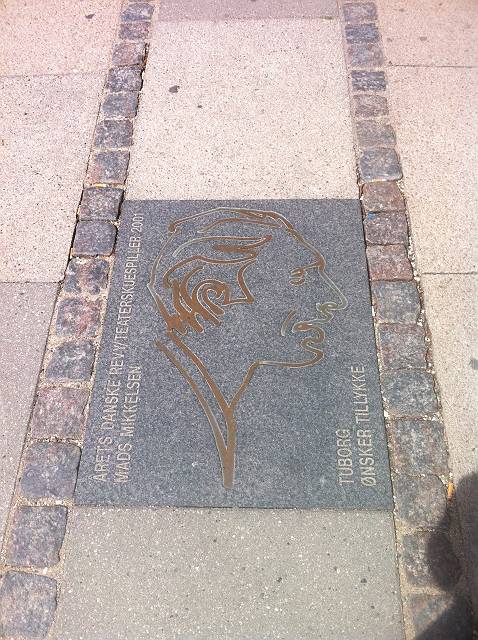 ÅRETS DANSKE REVY/TEATERSKUESPILLER 2001
MADS MIKKELSEN
TUBORG
ØNSKER TILLYKKE